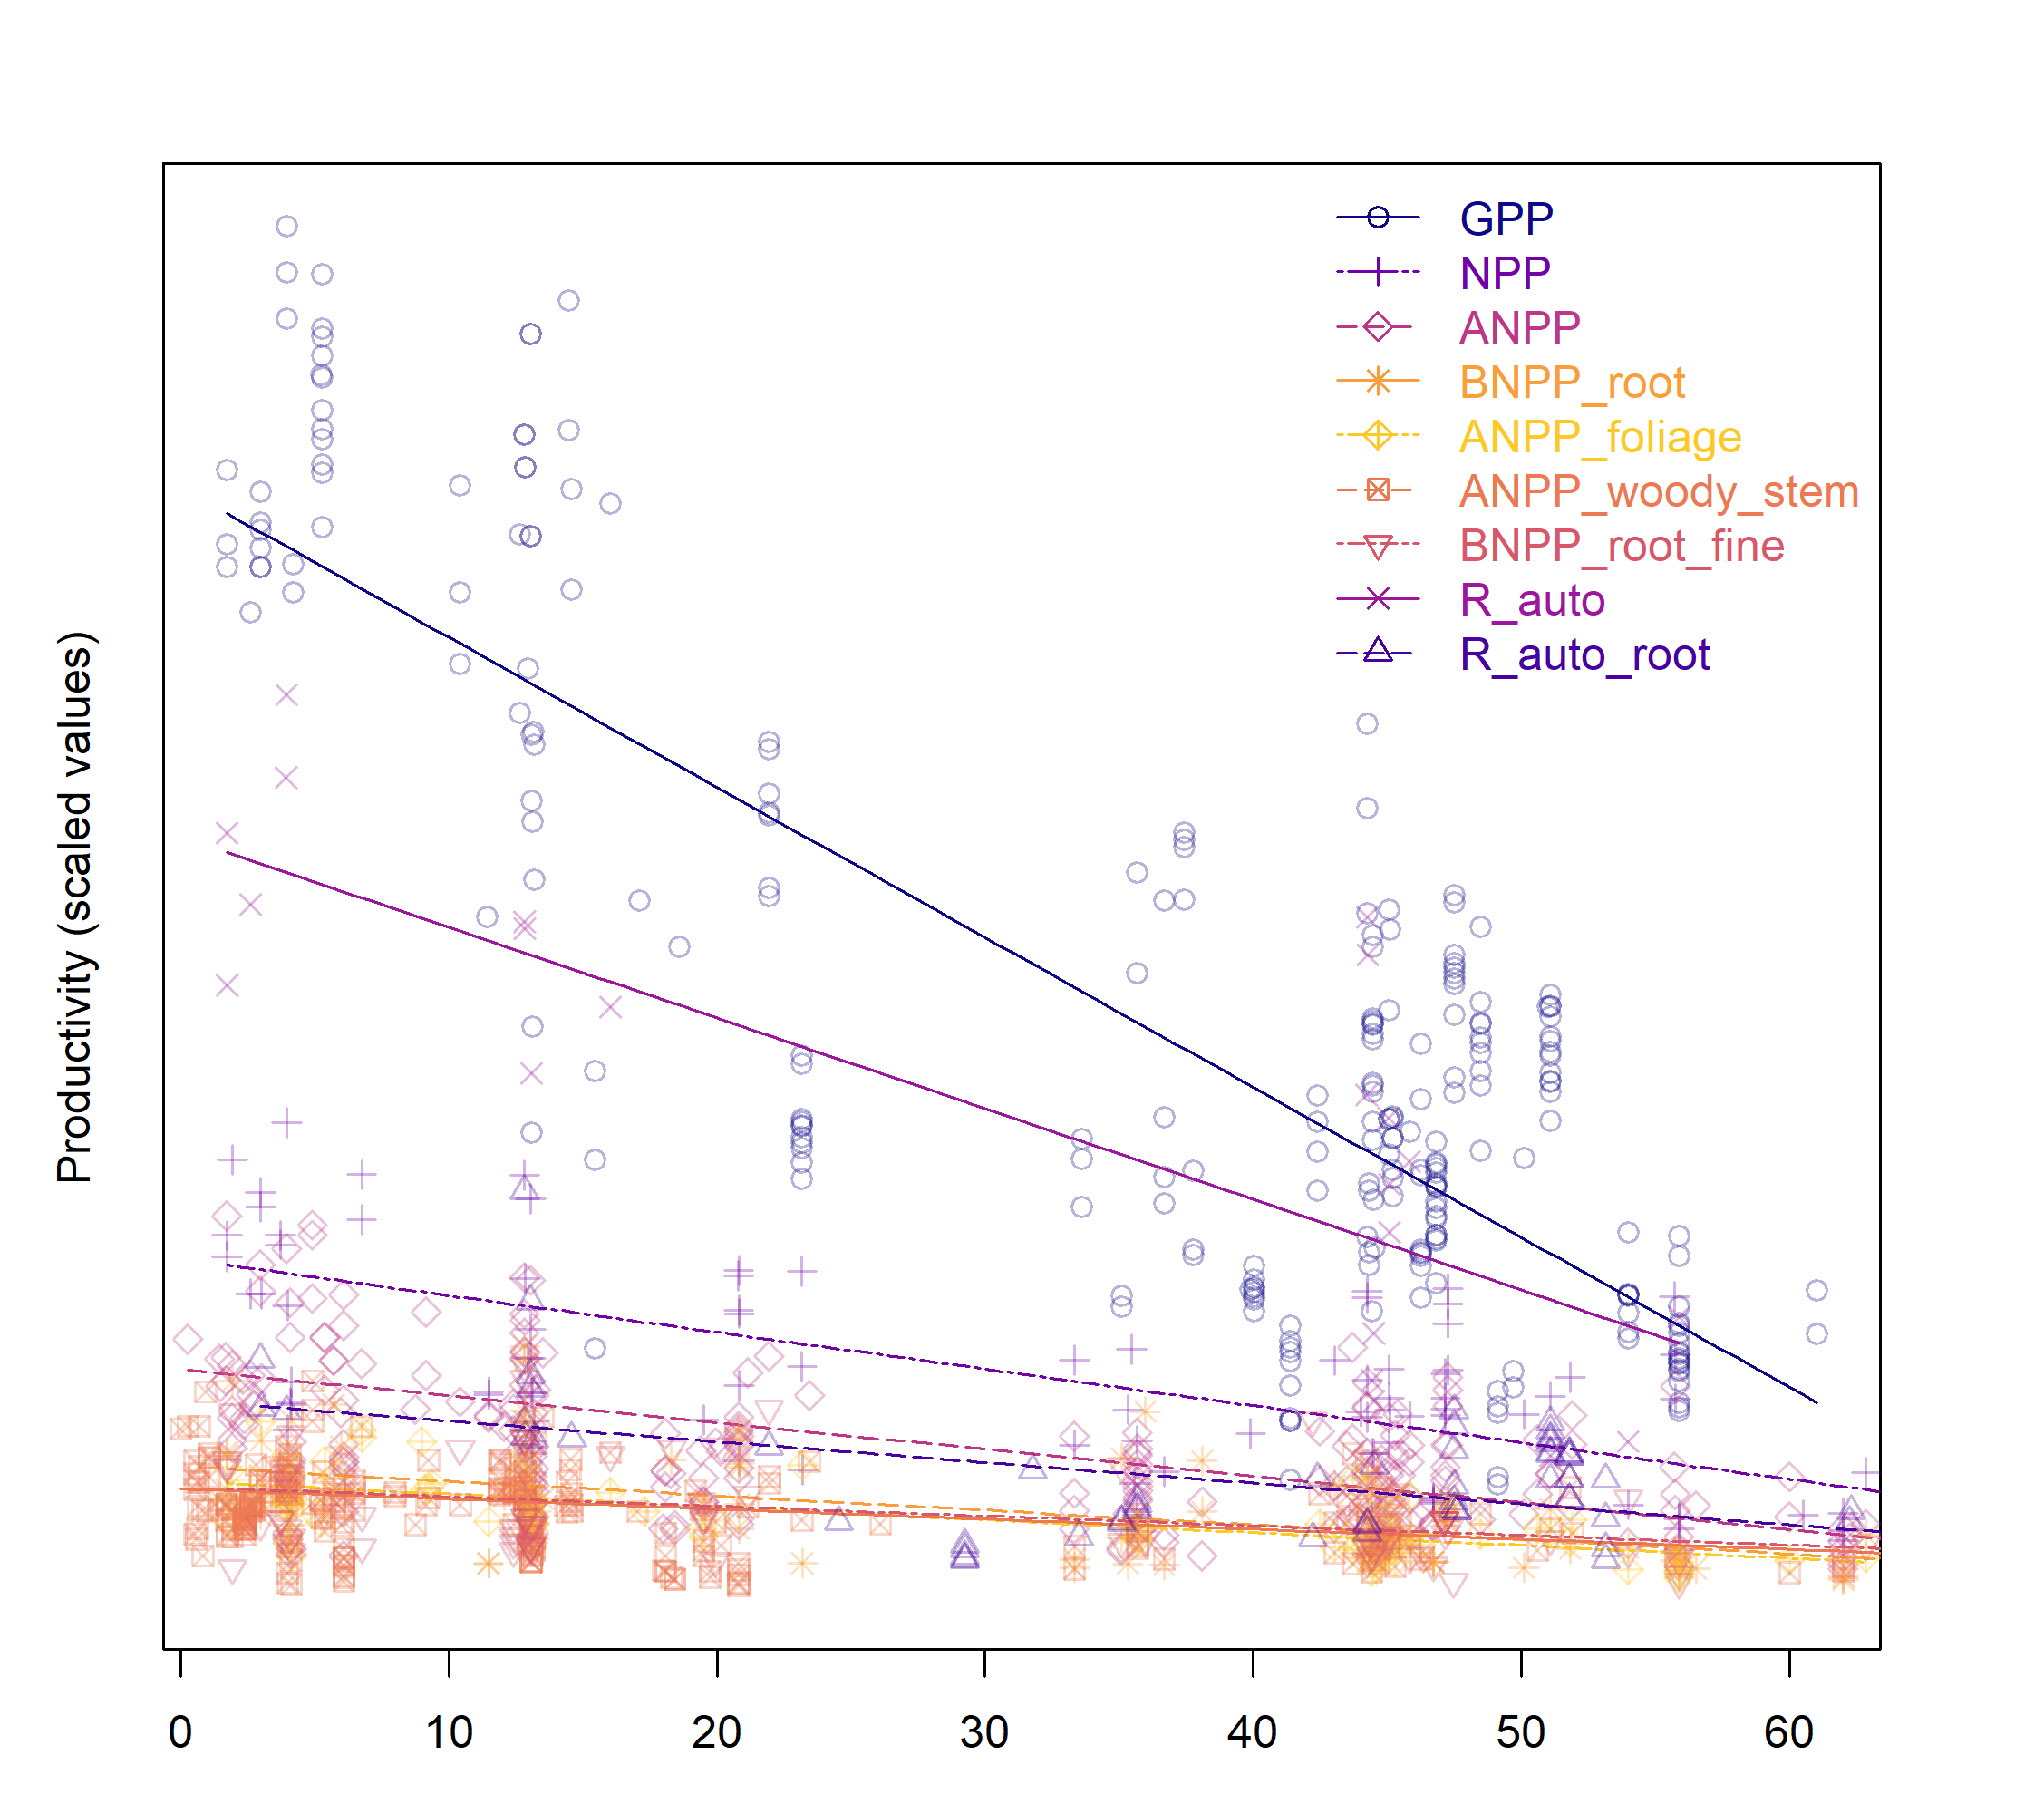 GPP
NPP
ANPP
BNPP_root
ANPP_foliage
ANPP_woody_stem
BNPP_root_fine
R_auto
R_auto_root
Productivity (scaled values)
0 10 20 30 40 50 60